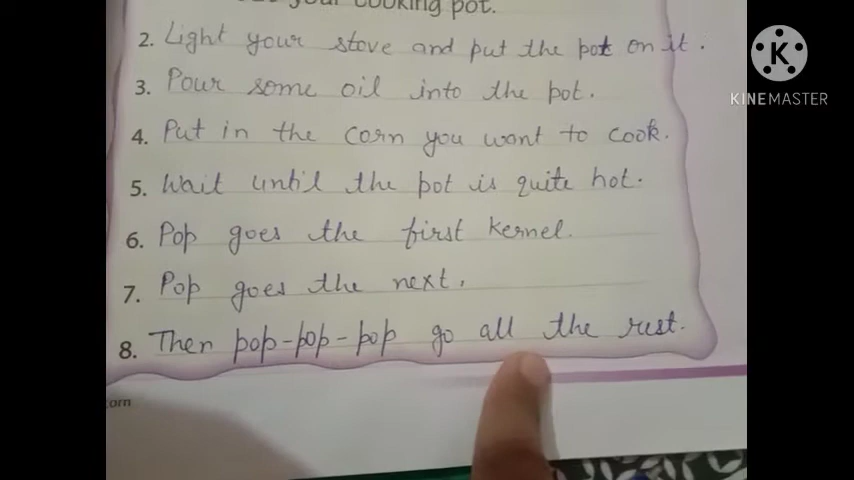 your cooking pot.
2. Light your stove and put the pot on it.
3. Pour some oil into the pot.
4. Put in the corn you want to cook.
5. Wait until the pot is quite hot.
6. Pop goes the first kernel.
7. Pop goes the next.
8. Then pop-pop-pop go all the rest.
orn
K
KINEMASTER